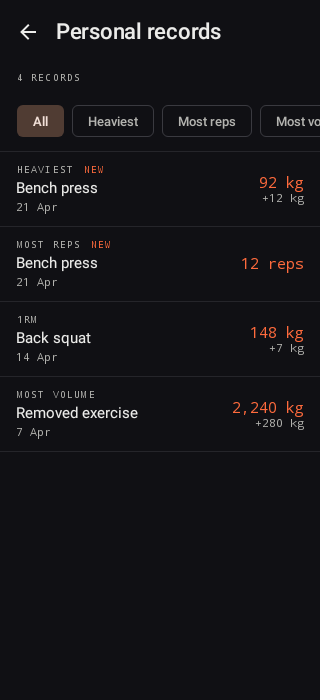 Personal records
4 RECORDS
All
Heaviest
Most reps
Most vo
HEAVIEST NEW
Bench press
21 Apr
92 kg
+12 kg
MOST REPS NEW
Bench press
21 Apr
12 reps
1RM
Back squat
14 Apr
148 kg
+7 kg
MOST VOLUME
Removed exercise
7 Apr
2,240 kg
+280 kg